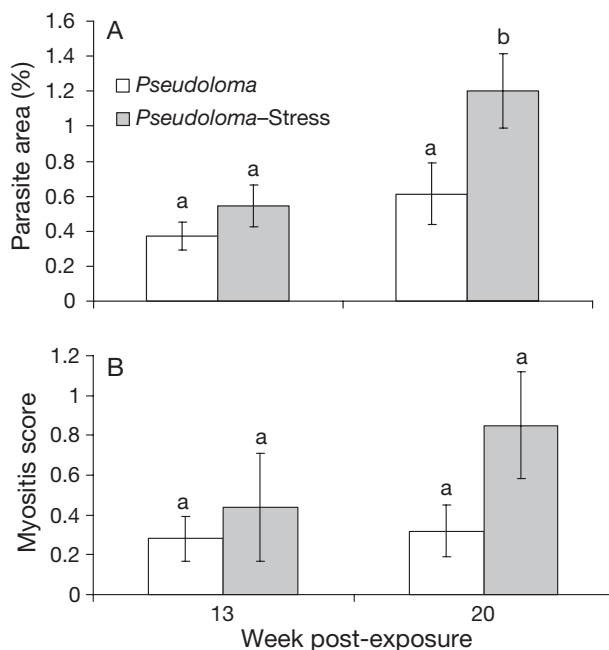 A
Parasite area (%)
1.6
1.4
1.2
1.0
0.8
0.6
0.4
0.2
0
Pseudoloma
Pseudoloma–Stress
a
a
a
b
B
Myositis score
1.2
1
0.8
0.6
0.4
0.2
0
a
a
a
a
13
20
Week post-exposure